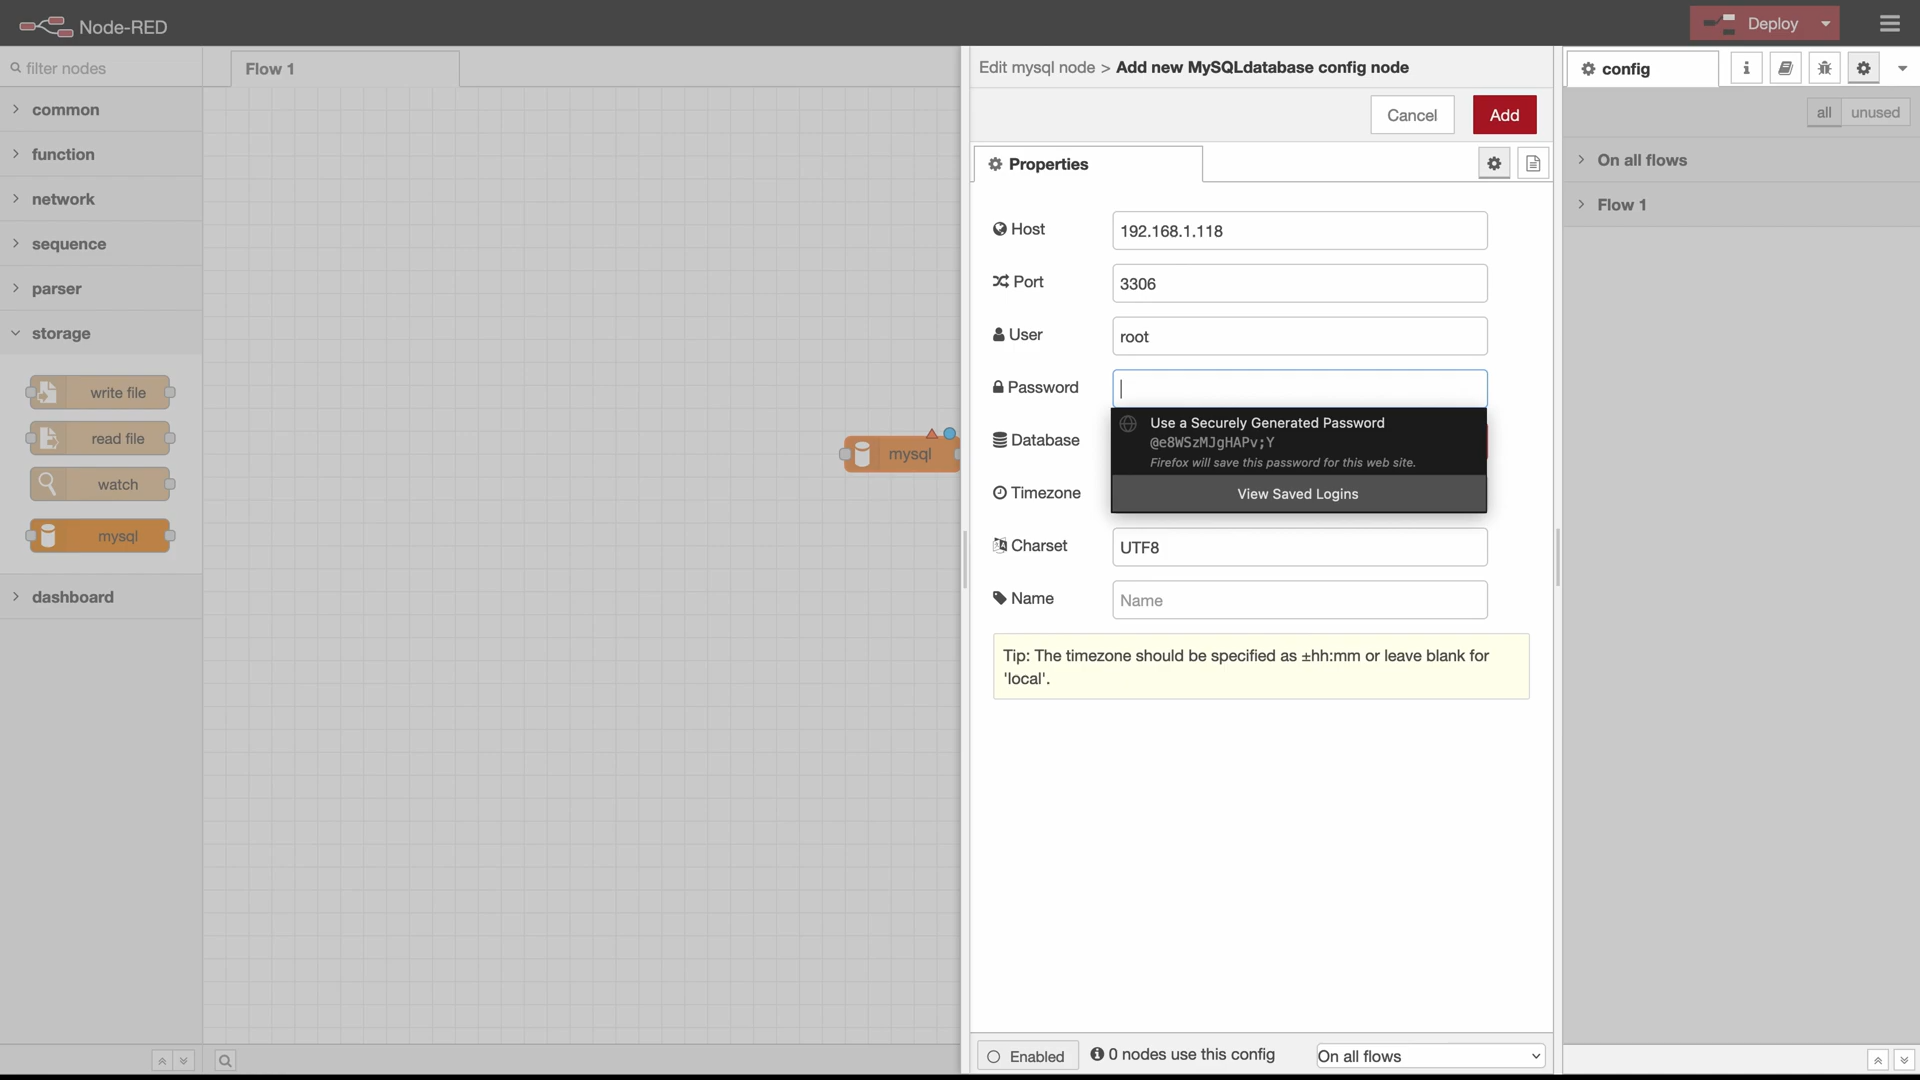 Node-RED
Deploy
filter nodes
Flow 1
Edit mysql node > Add new MySQLdatabase config node
config
Cancel
Add
all
unused
common
function
network
sequence
parser
storage
write file
read file
watch
mysql
dashboard
mysql
Properties
Host
192.168.1.118
Port
3306
User
root
Password
Use a Securely Generated Password
@e8WSzMJgHAPv;Y
Firefox will save this password for this web site.
View Saved Logins
Database
Timezone
Charset
UTF8
Name
Name
Tip: The timezone should be specified as ±hh:mm or leave blank for
'local'.
On all flows
Flow 1
Enabled
0 nodes use this config
On all flows